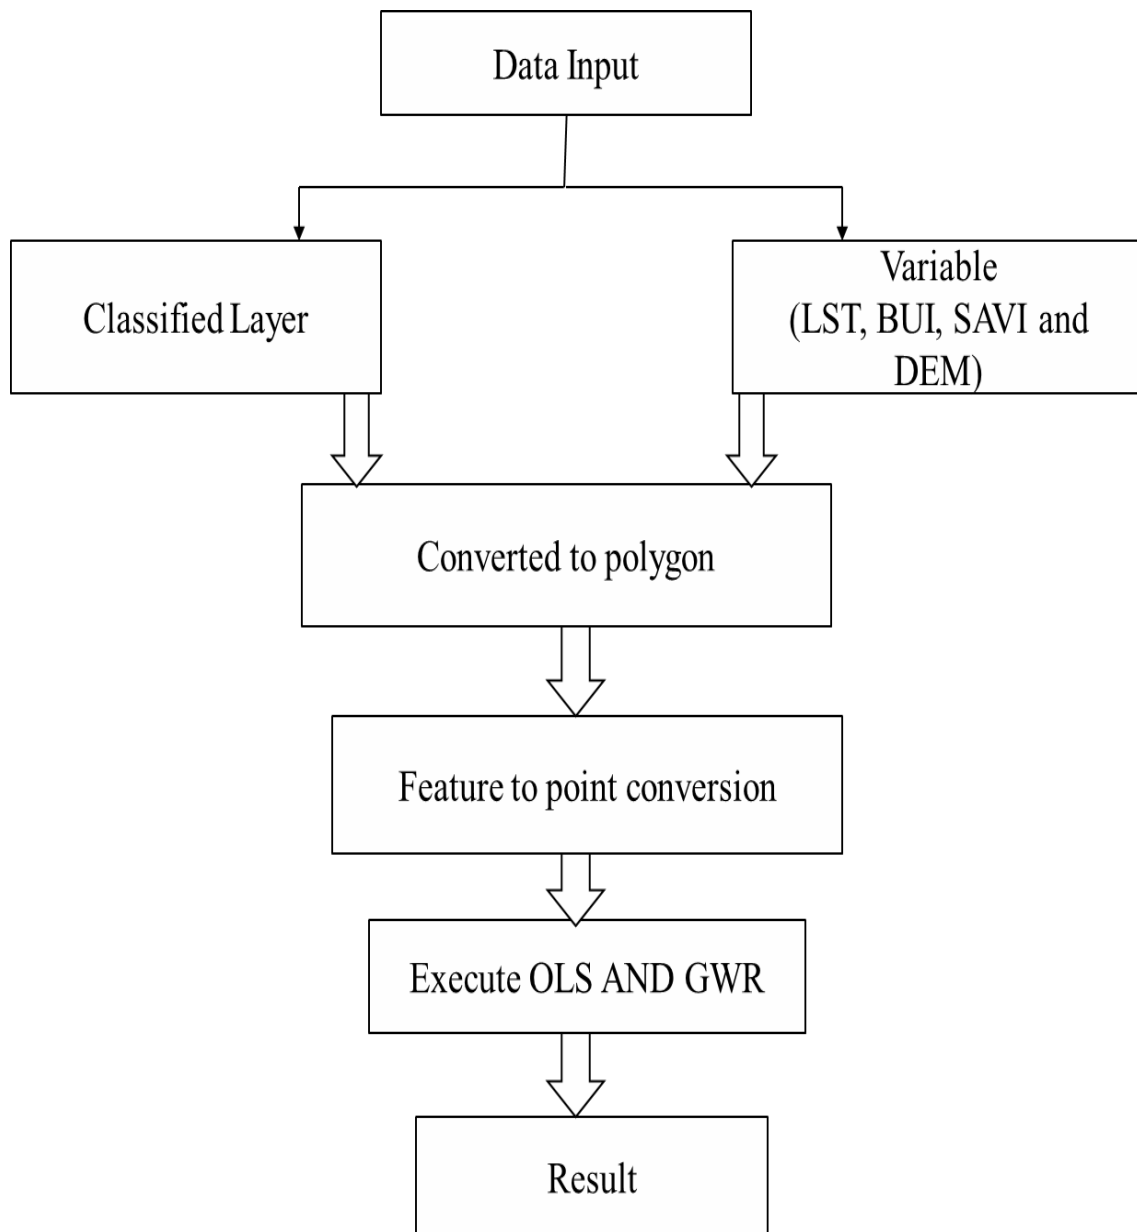 Data Input
Classified Layer
Variable
(LST, BUI, SAVI and
DEM)
Converted to polygon
Feature to point conversion
Execute OLS AND GWR
Result